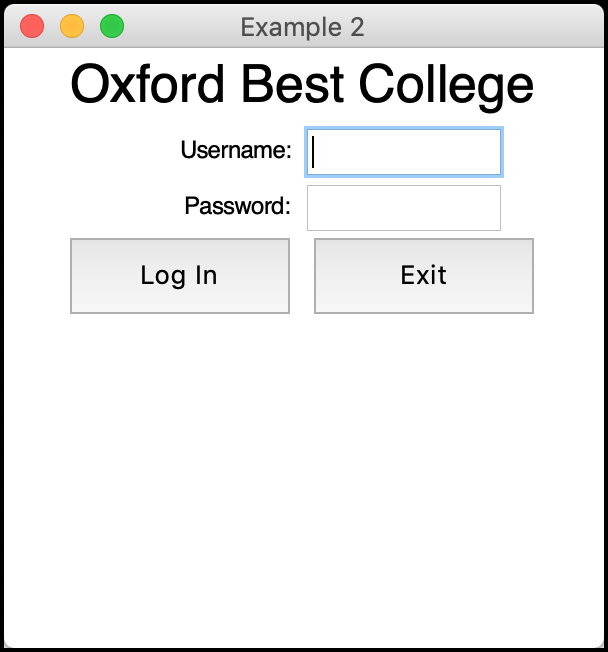 Example 2
Oxford Best College
Username:
Password:
Log In Exit